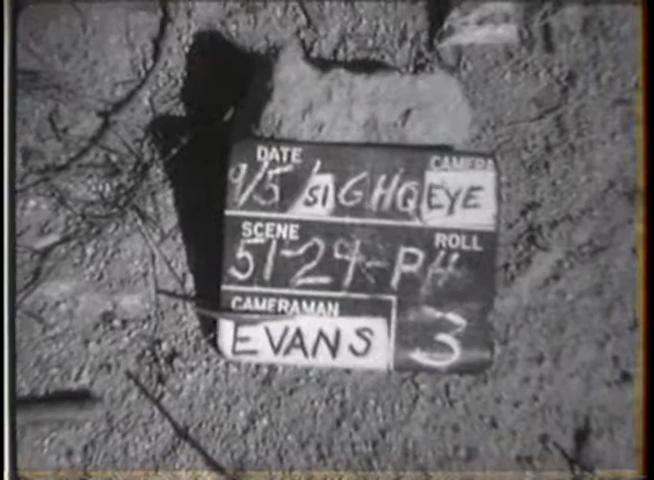 DATE CAMERA
9/5/51 GHQ EYE
SCENE ROLL
51-29-PH
CAMERAMAN
EVANS 3